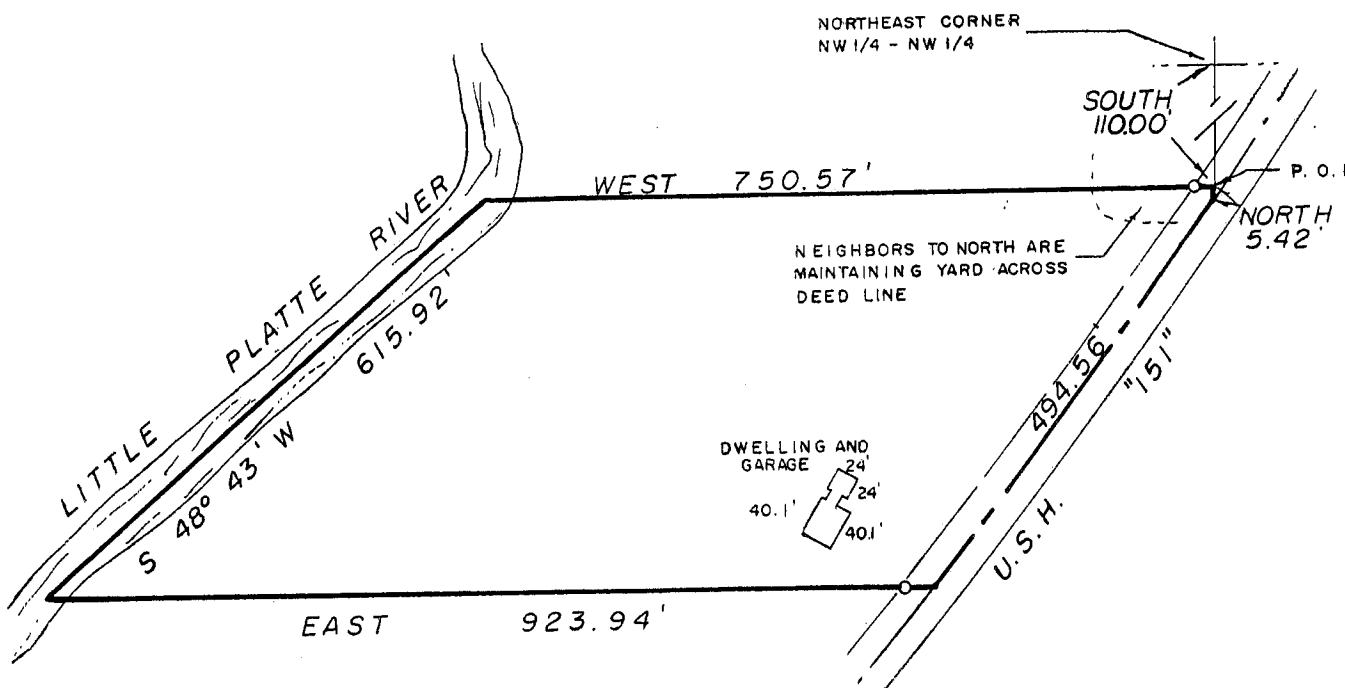 NORTHEAST CORNER
NW 1/4 - NW 1/4
SOUTH
110.00'
WEST 750.57'
P. O.
NORTH
5.42'
NEIGHBORS TO NORTH ARE
MAINTAINING YARD ACROSS
DEED LINE
LITTLE PLATTE RIVER
615.92'
S 48° 43' W
494.56'
"151"
U.S.H.
DWELLING AND
GARAGE 24'
24'
40.1'
40.1'
EAST 923.94'